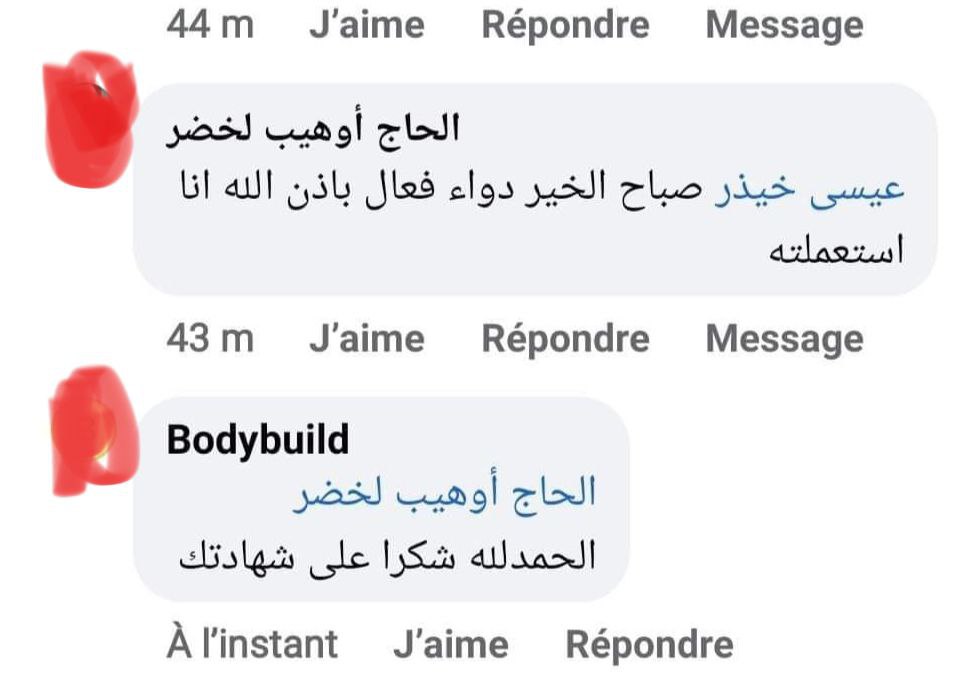 44 m J'aime Répondre Message
الحاج أوهيب لخضر
عيسى خيذر صباح الخير دواء فعال باذن الله انا
استعملته
43 m J'aime Répondre Message
Bodybuild
الحاج أوهيب لخضر
الحمدلله شكرا على شهادتك
À l'instant J'aime Répondre